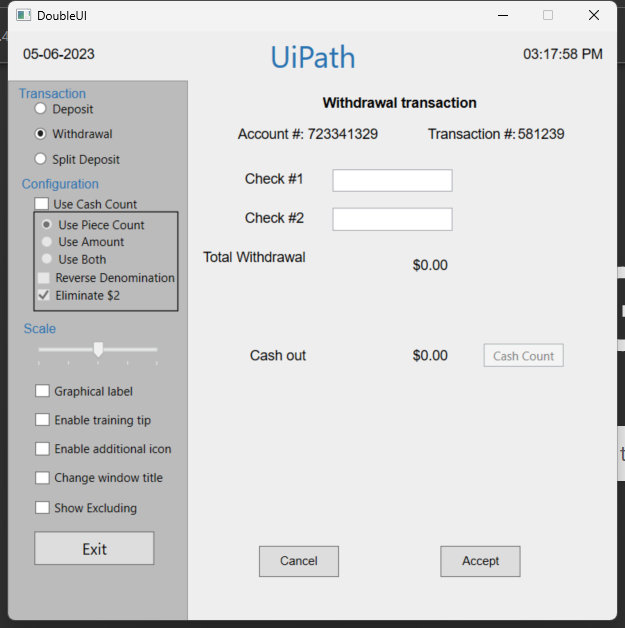 DoubleUI
05-06-2023
UiPath
03:17:58 PM
Transaction
Deposit
Withdrawal
Split Deposit
Configuration
Use Cash Count
Use Piece Count
Use Amount
Use Both
Reverse Denomination
Eliminate $2
Scale
Graphical label
Enable training tip
Enable additional icon
Change window title
Show Excluding
Exit
Withdrawal transaction
Account #: 723341329 Transaction #: 581239
Check #1
Check #2
Total Withdrawal $0.00
Cash out $0.00 Cash Count
Cancel Accept